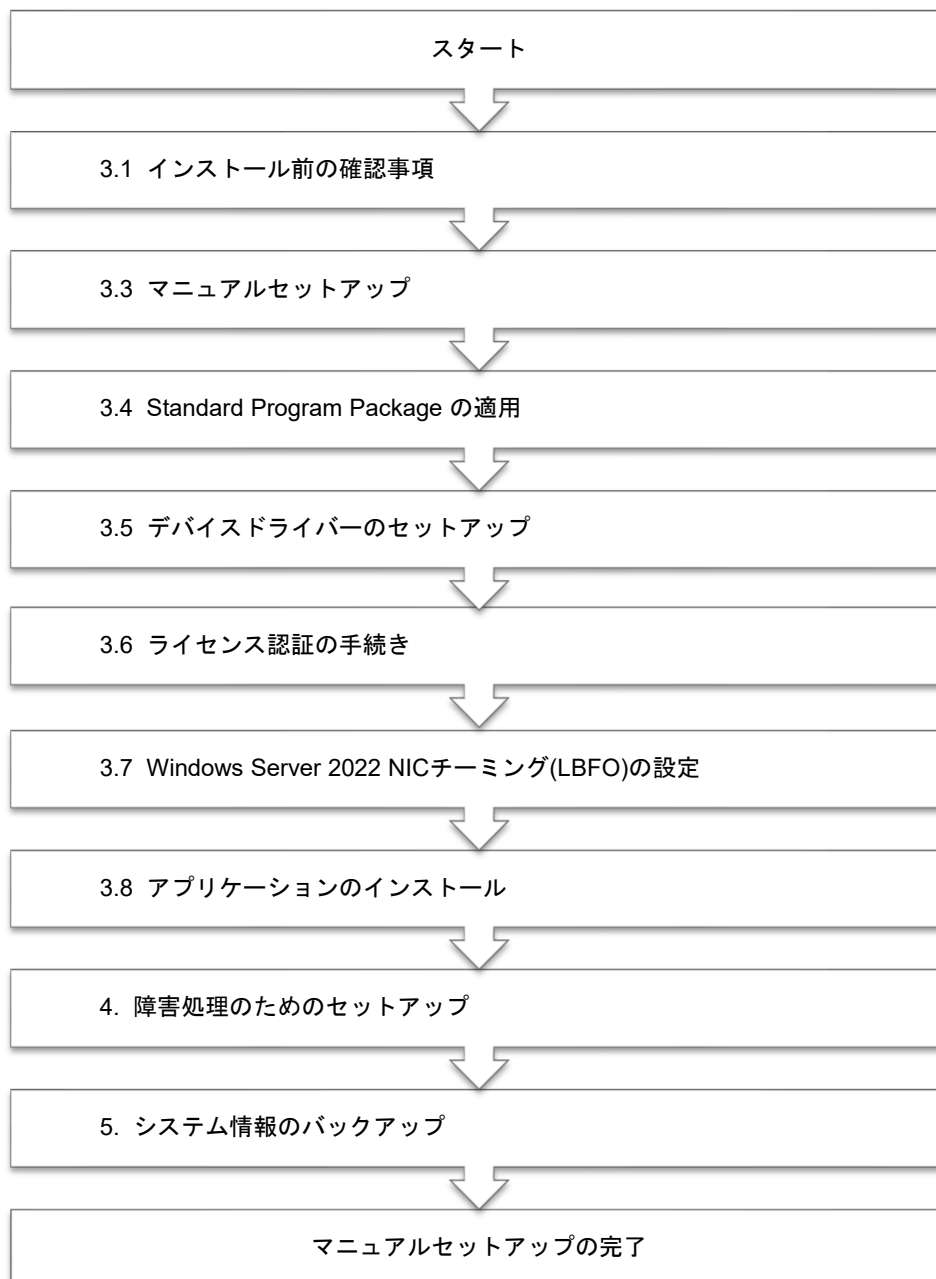 スタート
3.1 インストール前の確認事項
3.3 マニュアルセットアップ
3.4 Standard Program Package の適用
3.5 デバイスドライバーのセットアップ
3.6 ライセンス認証の手続き
3.7 Windows Server 2022 NICチーミング(LBFO)の設定
3.8 アプリケーションのインストール
4. 障害処理のためのセットアップ
5. システム情報のバックアップ
マニュアルセットアップの完了